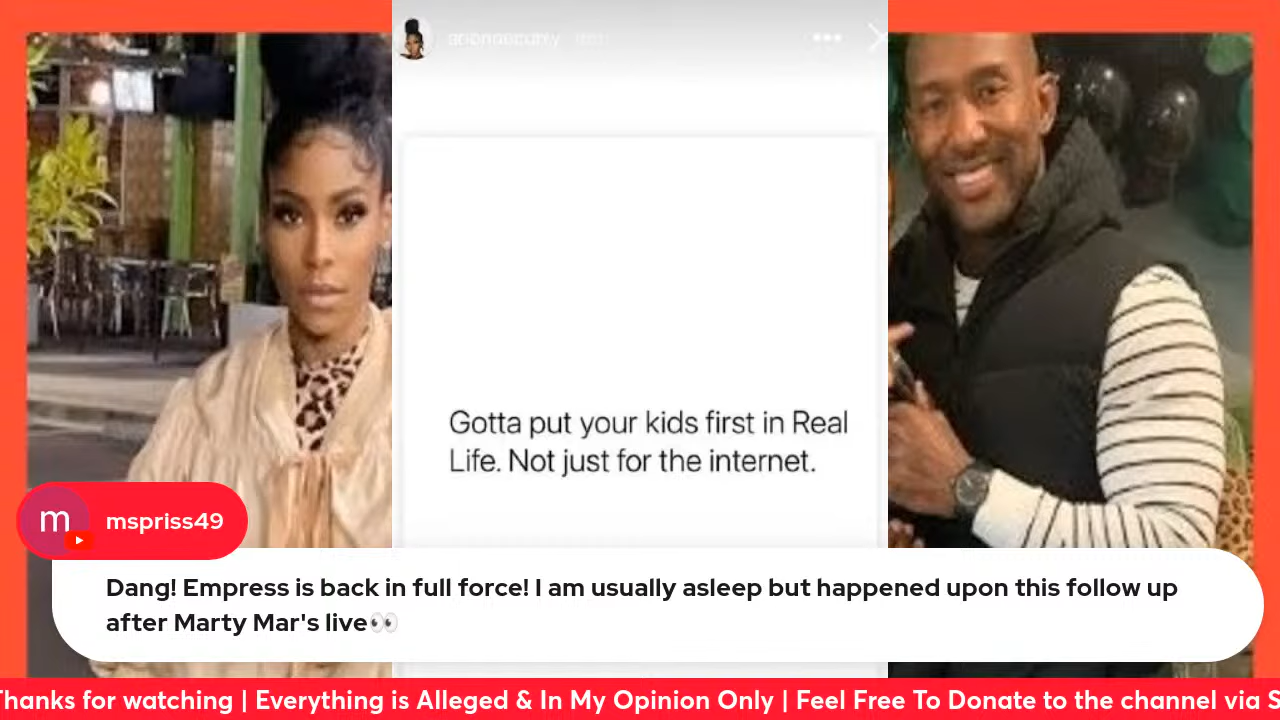 Gotta put your kids first in Real
Life. Not just for the internet.
m
mspriss49
Dang! Empress is back in full force! I am usually asleep but happened upon this follow up
after Marty Mar's live👀
Thanks for watching | Everything is Alleged & In My Opinion Only | Feel Free To Donate to the channel via S